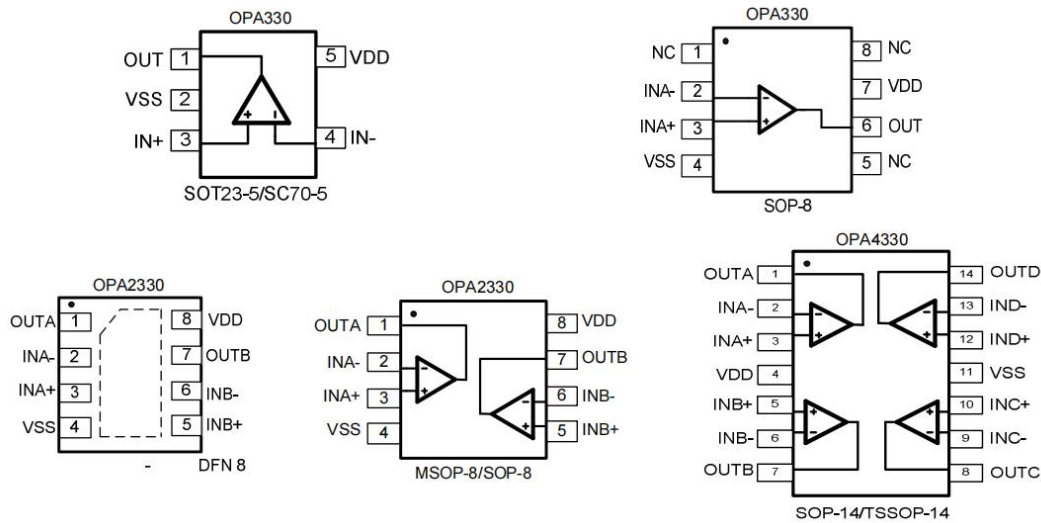 OPA330
OUT 1 5 VDD
VSS 2
IN+ 3 4 IN-
+ -
SOT23-5/SC70-5
OPA330
NC 1 8 NC
INA- 2 7 VDD
INA+ 3 6 OUT
VSS 4 5 NC
- +
SOP-8
OPA2330
OUTA 1 8 VDD
INA- 2 7 OUTB
INA+ 3 6 INB-
VSS 4 5 INB+
- DFN 8
OPA2330
OUTA 1 8 VDD
INA- 2 7 OUTB
INA+ 3 6 INB-
VSS 4 5 INB+
- + - +
MSOP-8/SOP-8
OPA4330
OUTA 1 14 OUTD
INA- 2 13 IND-
INA+ 3 12 IND+
VDD 4 11 VSS
INB+ 5 10 INC+
INB- 6 9 INC-
OUTB 7 8 OUTC
- + - + + - + -
SOP-14/TSSOP-14